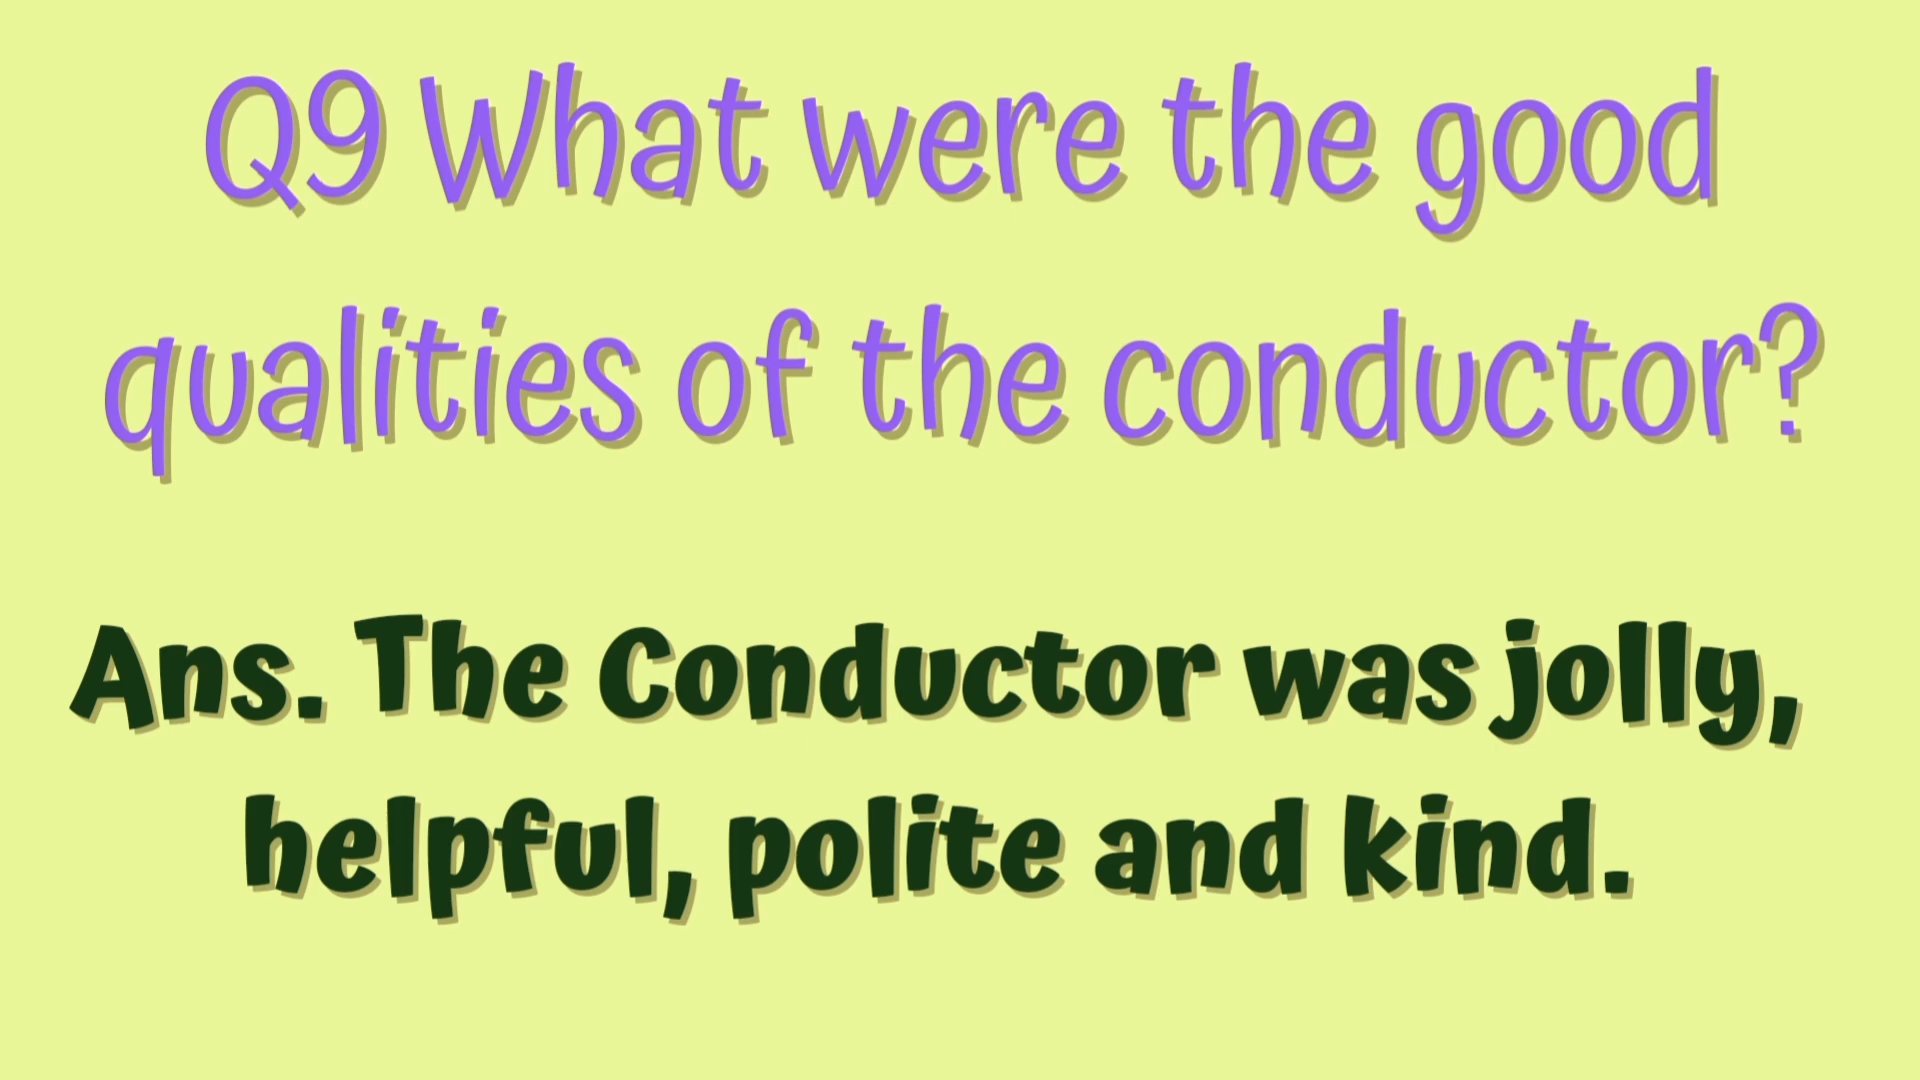 Q9 What were the good
qualities of the conductor?
Ans. The Conductor was jolly,
helpful, polite and kind.